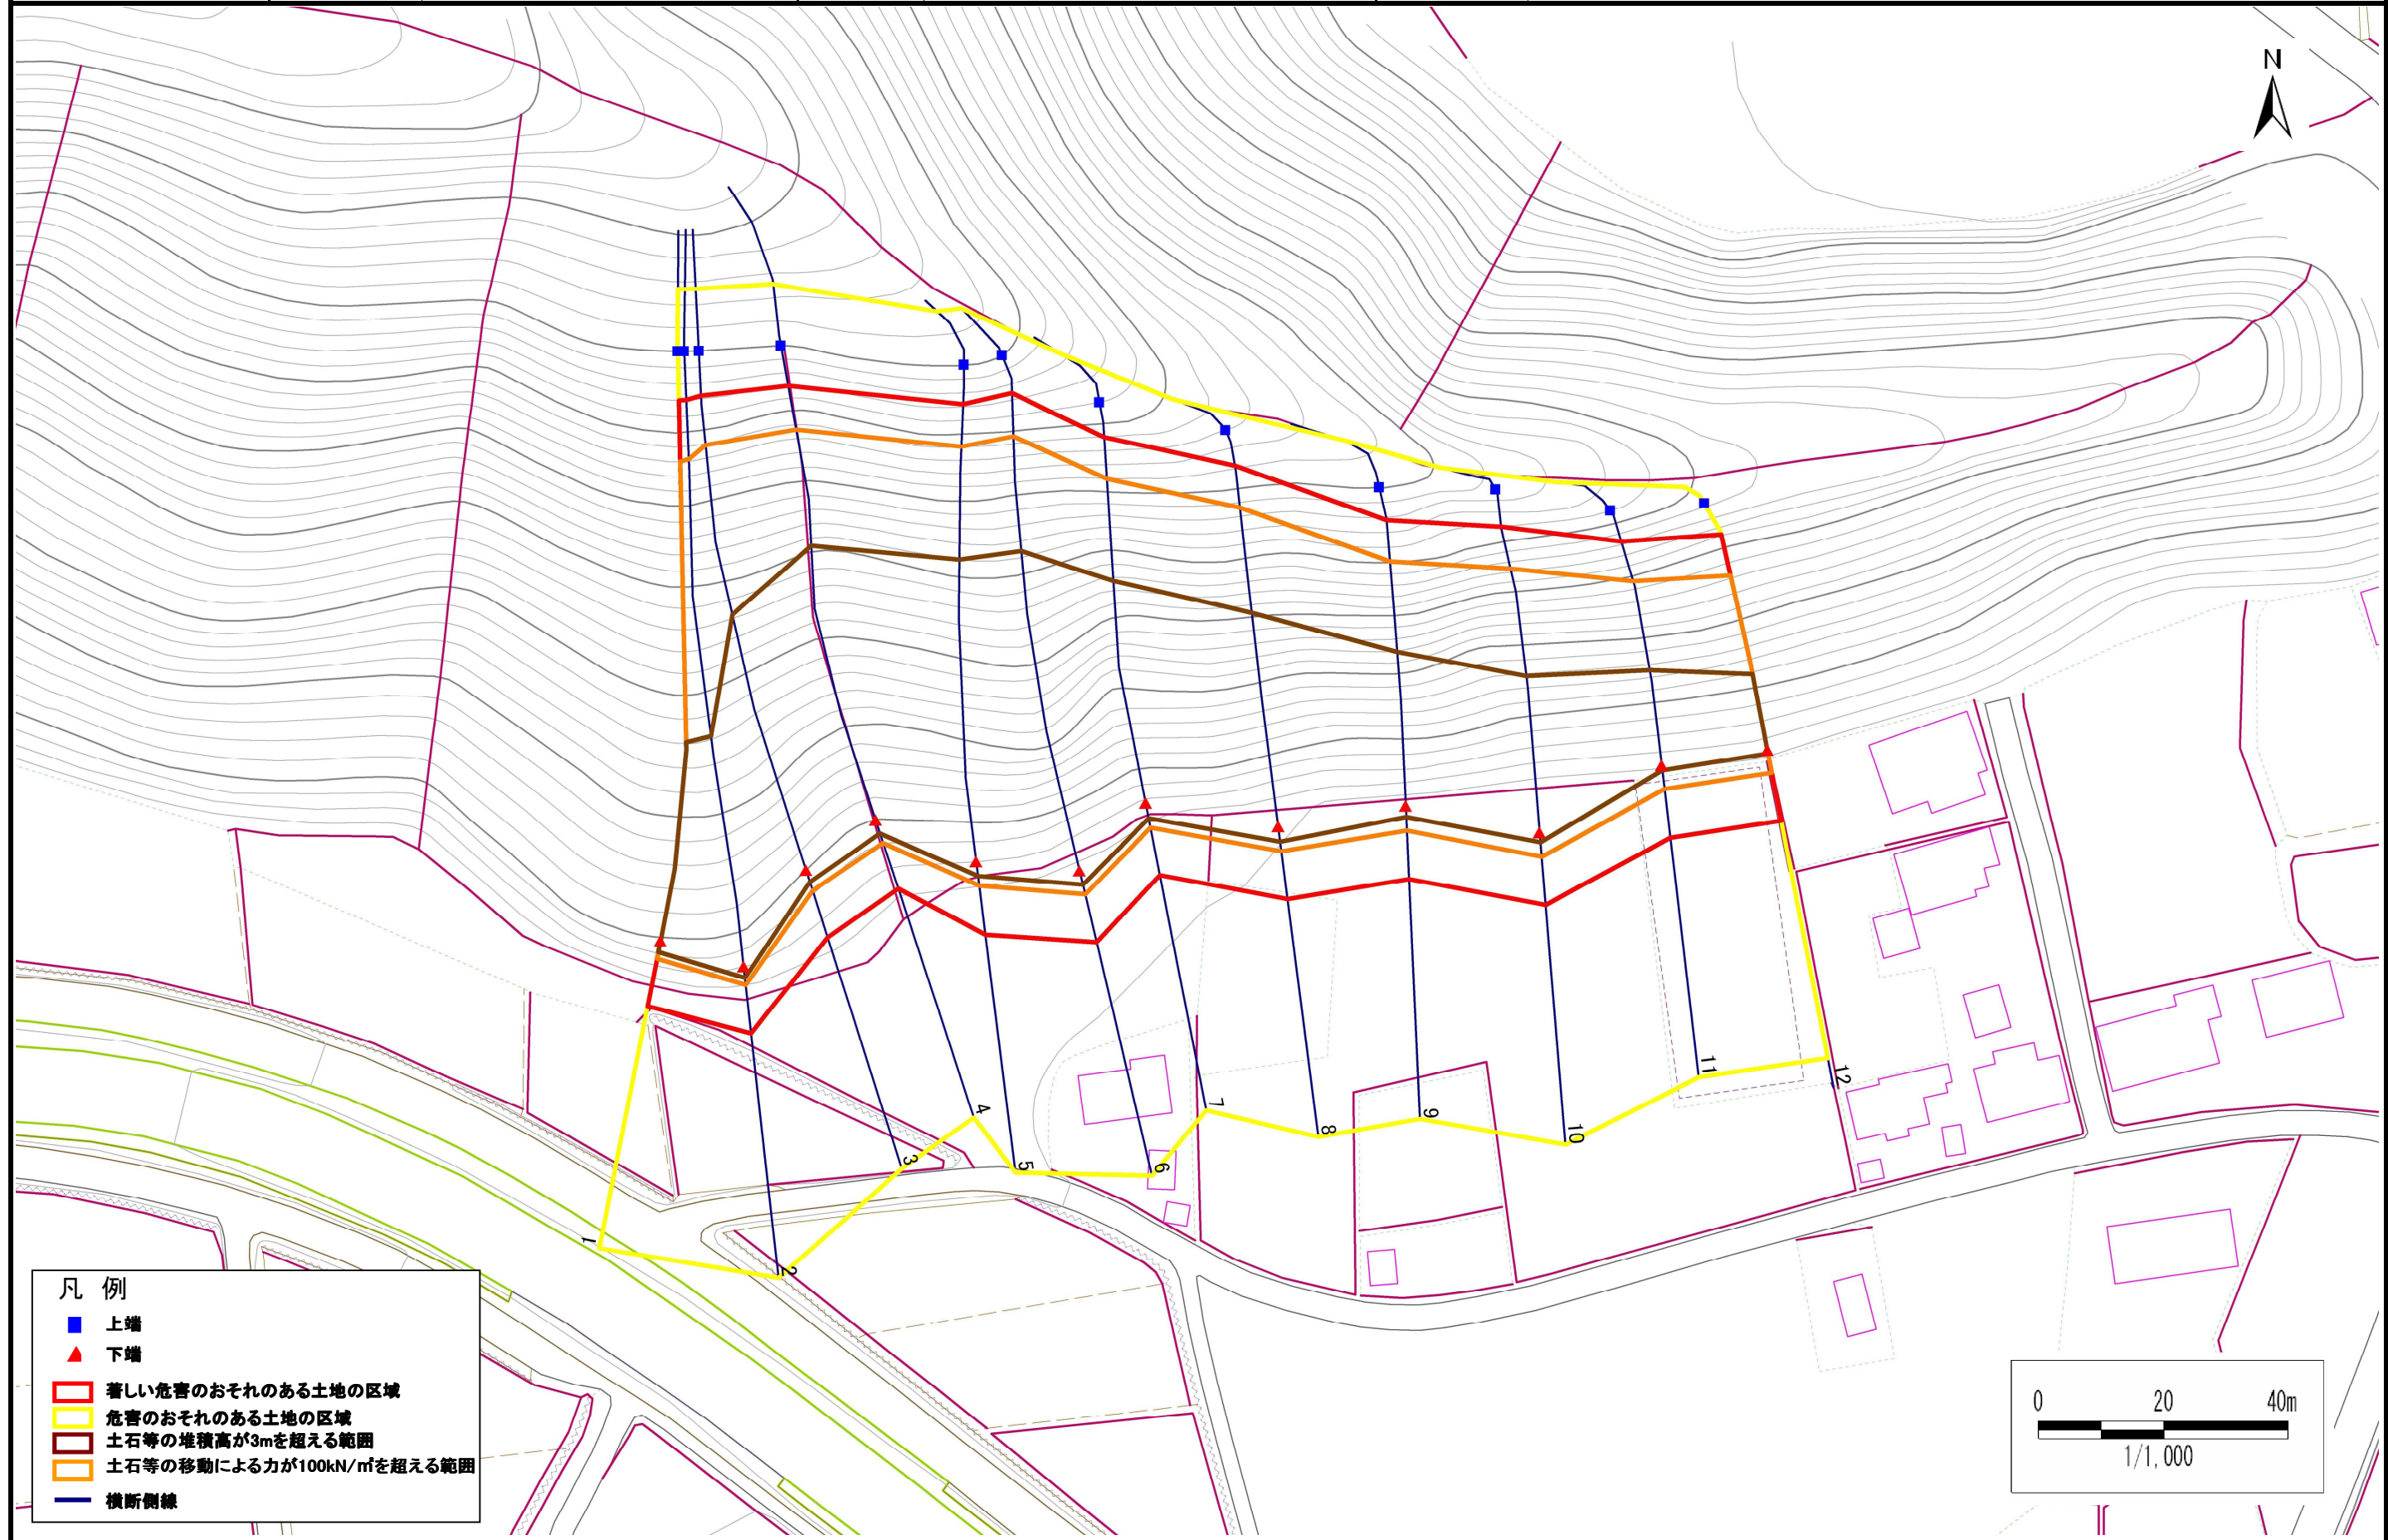 N
1
2
3
4
5
6
7
8
9
10
11
12
凡 例
上端
下端
著しい危害のおそれのある土地の区域
危害のおそれのある土地の区域
土石等の堆積高が3mを超える範囲
土石等の移動による力が100kN/㎡を超える範囲
横断側線
0 20 40m
1/1,000